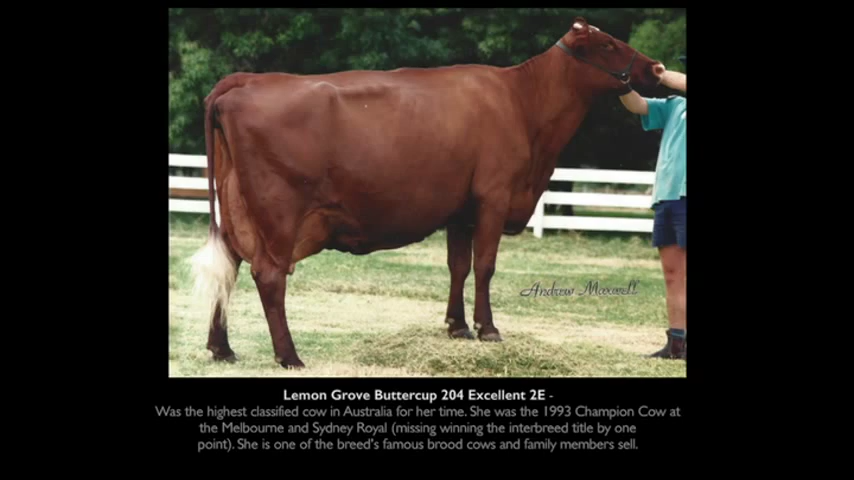 Andrew Maxwell
Lemon Grove Buttercup 204 Excellent 2E -
Was the highest classified cow in Australia for her time. She was the 1993 Champion Cow at
the Melbourne and Sydney Royal (missing winning the interbreed title by one
point). She is one of the breed's famous brood cows and family members sell.